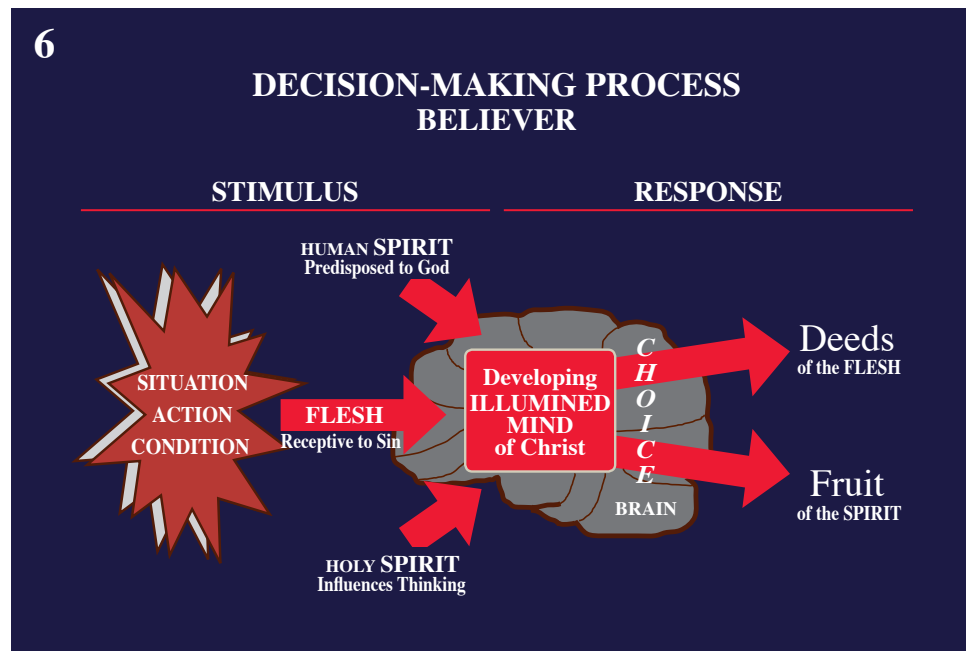 6
DECISION-MAKING PROCESS
BELIEVER
STIMULUS
RESPONSE
HUMAN SPIRIT
Predisposed to God
SITUATION
ACTION
CONDITION
FLESH
Receptive to Sin
HOLY SPIRIT
Influences Thinking
Developing
ILLUMINED
MIND
of Christ
C
H
O
I
C
E
BRAIN
Deeds
of the FLESH
Fruit
of the SPIRIT